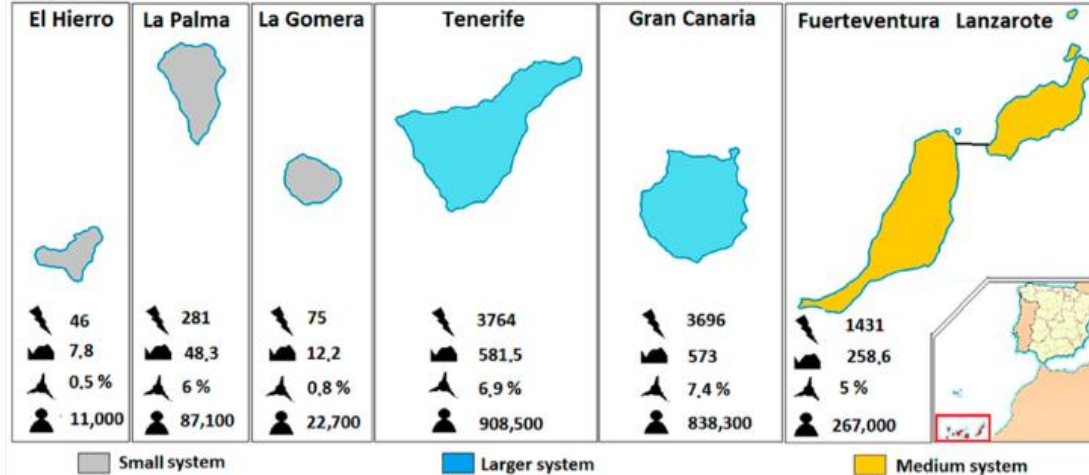 El Hierro
46
7,8
0,5 %
11,000
La Palma
281
48,3
6 %
87,100
La Gomera
75
12,2
0,8 %
22,700
Tenerife
3764
581,5
6,9 %
908,500
Gran Canaria
3696
573
7,4 %
838,300
Fuerteventura Lanzarote
1431
258,6
5 %
267,000
Small system
Larger system
Medium system